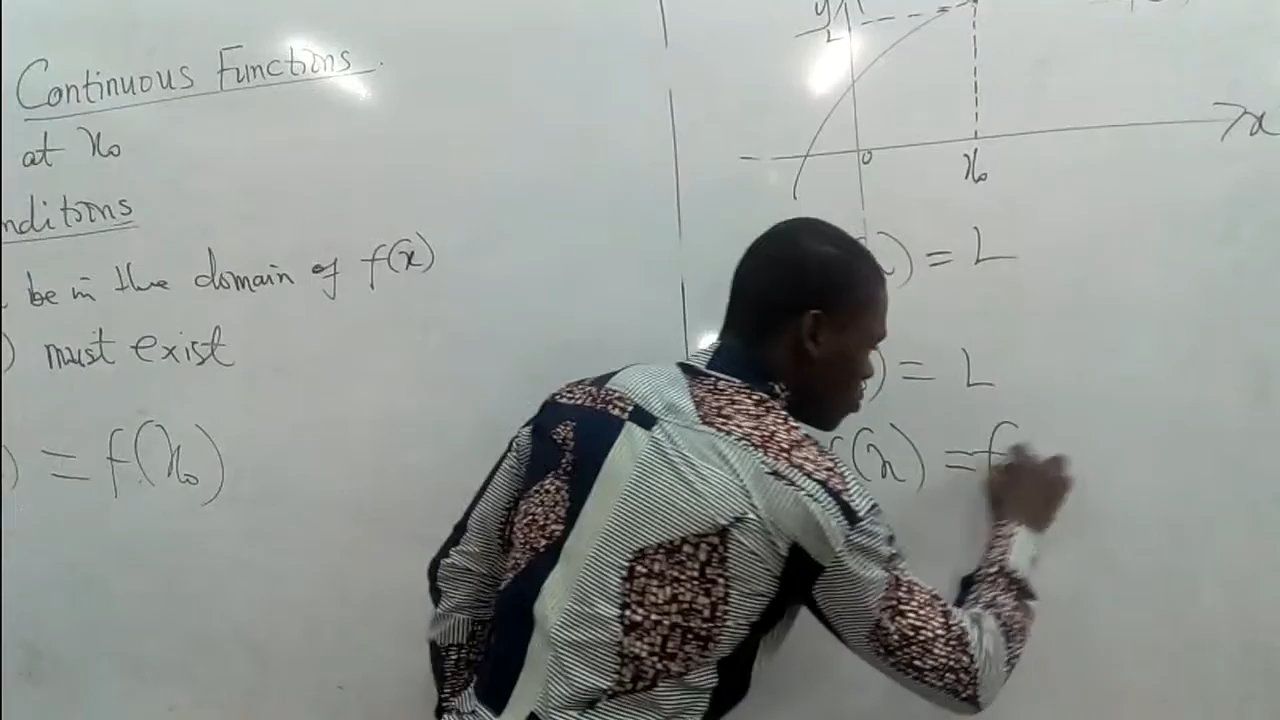 Continuous Functions.
at x₀
nditions
be in the domain of f(x)
) must exist
) = f(x₀)
y
L
0
x₀
x
) = L
) = L
f(x) = f